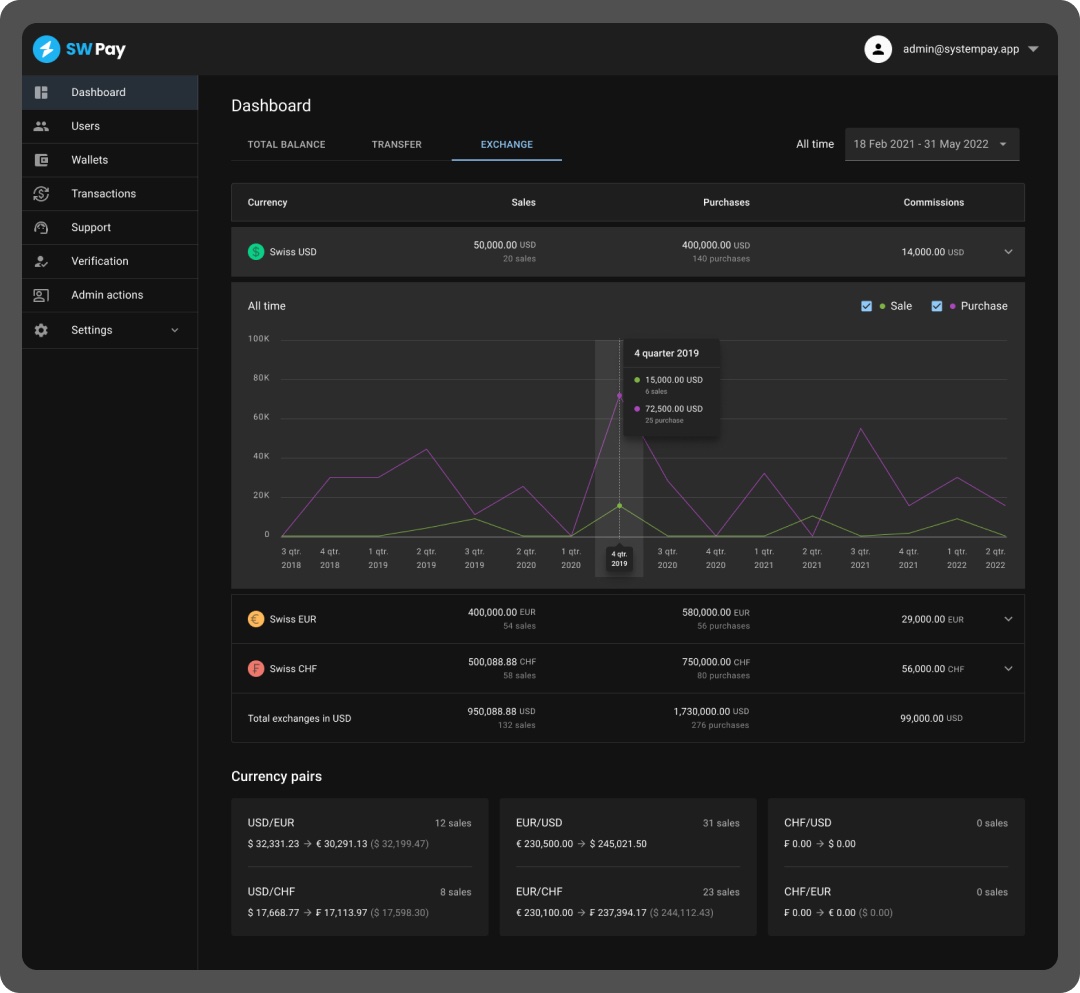 SW Pay
admin@systempay.app
Dashboard
Users
Wallets
Transactions
Support
Verification
Admin actions
Settings
Dashboard
TOTAL BALANCE TRANSFER EXCHANGE
All time 18 Feb 2021 - 31 May 2022
Currency Sales Purchases Commissions
Swiss USD 50,000.00 USD 400,000.00 USD 14,000.00 USD
20 sales 140 purchases
All time Sale Purchase
100K
80K
60K
40K
20K
0
4 quarter 2019
15,000.00 USD
6 sales
72,500.00 USD
25 purchase
3 qtr. 4 qtr. 1 qtr. 2 qtr. 3 qtr. 2 qtr. 1 qtr. 4 qtr. 3 qtr. 4 qtr. 1 qtr. 2 qtr. 3 qtr. 4 qtr. 1 qtr. 2 qtr.
2018 2018 2019 2019 2019 2020 2020 2019 2020 2020 2021 2021 2021 2021 2022 2022
Swiss EUR 400,000.00 EUR 580,000.00 EUR 29,000.00 EUR
54 sales 56 purchases
Swiss CHF 500,088.88 CHF 750,000.00 CHF 56,000.00 CHF
58 sales 80 purchases
Total exchanges in USD 950,088.88 USD 1,730,000.00 USD 99,000.00 USD
132 sales 276 purchases
Currency pairs
USD/EUR 12 sales
$ 32,331.23 → € 30,291.13 ($ 32,199.47)
USD/CHF 8 sales
$ 17,668.77 → ₣ 17,113.97 ($ 17,598.30)
EUR/USD 31 sales
€ 230,500.00 → $ 245,021.50
EUR/CHF 23 sales
€ 230,100.00 → ₣ 237,394.17 ($ 244,112.43)
CHF/USD 0 sales
₣ 0.00 → $ 0.00
CHF/EUR 0 sales
₣ 0.00 → € 0.00 ($ 0.00)